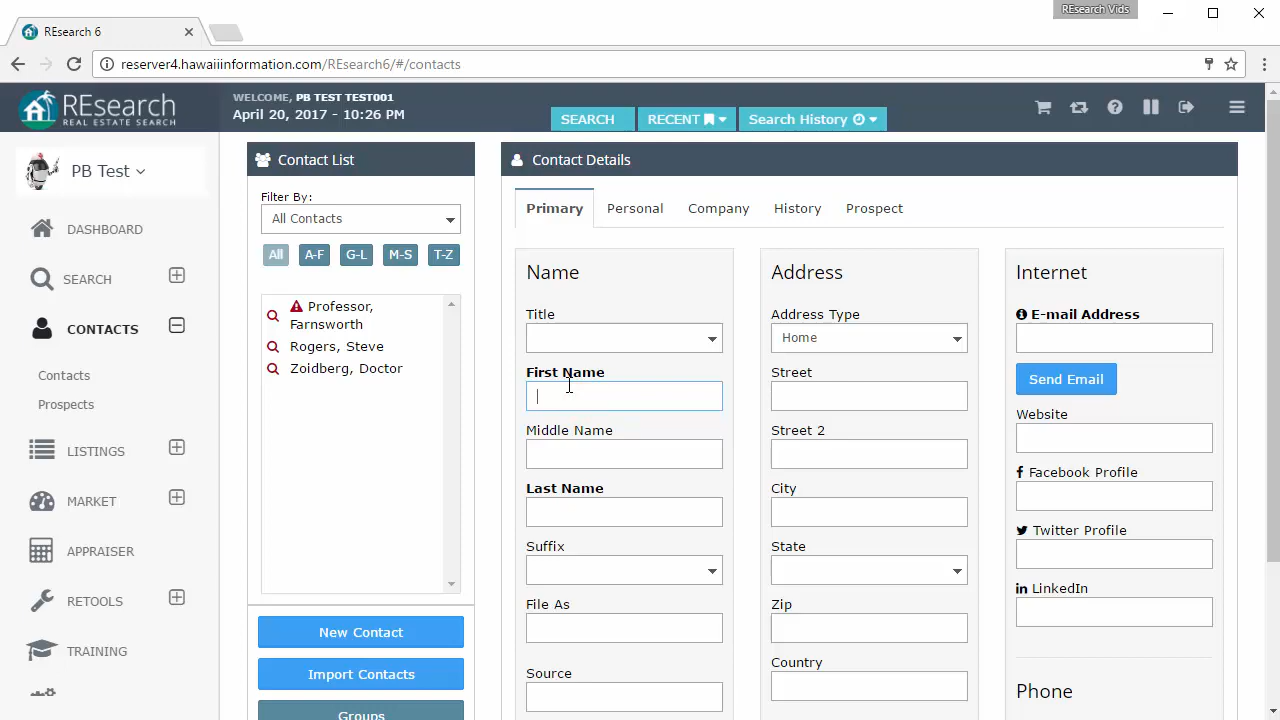 REsearch Vids
REsearch 6
reserver4.hawaiiinformation.com/REsearch6/#/contacts
REsearch
REAL ESTATE SEARCH
WELCOME, PB TEST TEST001
April 20, 2017 - 10:26 PM
SEARCH
RECENT
Search History
PB Test
DASHBOARD
SEARCH
CONTACTS
Contacts
Prospects
LISTINGS
MARKET
APPRAISER
RETOOLS
TRAINING
Contact List
Filter By:
All Contacts
All A-F G-L M-S T-Z
Professor,
Farnsworth
Rogers, Steve
Zoidberg, Doctor
New Contact
Import Contacts
Groups
Contact Details
Primary Personal Company History Prospect
Name
Title
First Name
Middle Name
Last Name
Suffix
File As
Source
Address
Address Type
Home
Street
Street 2
City
State
Zip
Country
Internet
E-mail Address
Send Email
Website
Facebook Profile
Twitter Profile
LinkedIn
Phone